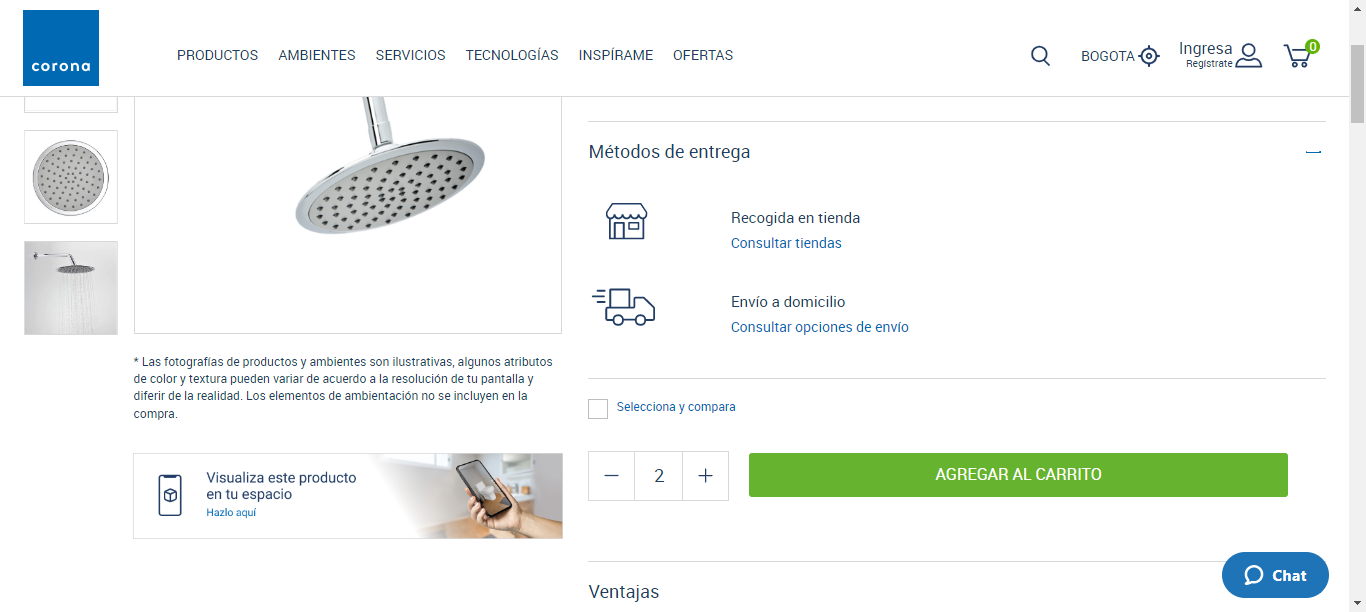 corona
PRODUCTOS AMBIENTES SERVICIOS TECNOLOGÍAS INSPÍRAME OFERTAS
BOGOTA
Ingresa
Regístrate
0
Métodos de entrega
Recogida en tienda
Consultar tiendas
Envío a domicilio
Consultar opciones de envío
* Las fotografías de productos y ambientes son ilustrativas, algunos atributos
de color y textura pueden variar de acuerdo a la resolución de tu pantalla y
diferir de la realidad. Los elementos de ambientación no se incluyen en la
compra.
Selecciona y compara
Visualiza este producto
en tu espacio
Hazlo aquí
— 2 +
AGREGAR AL CARRITO
Ventajas
Chat